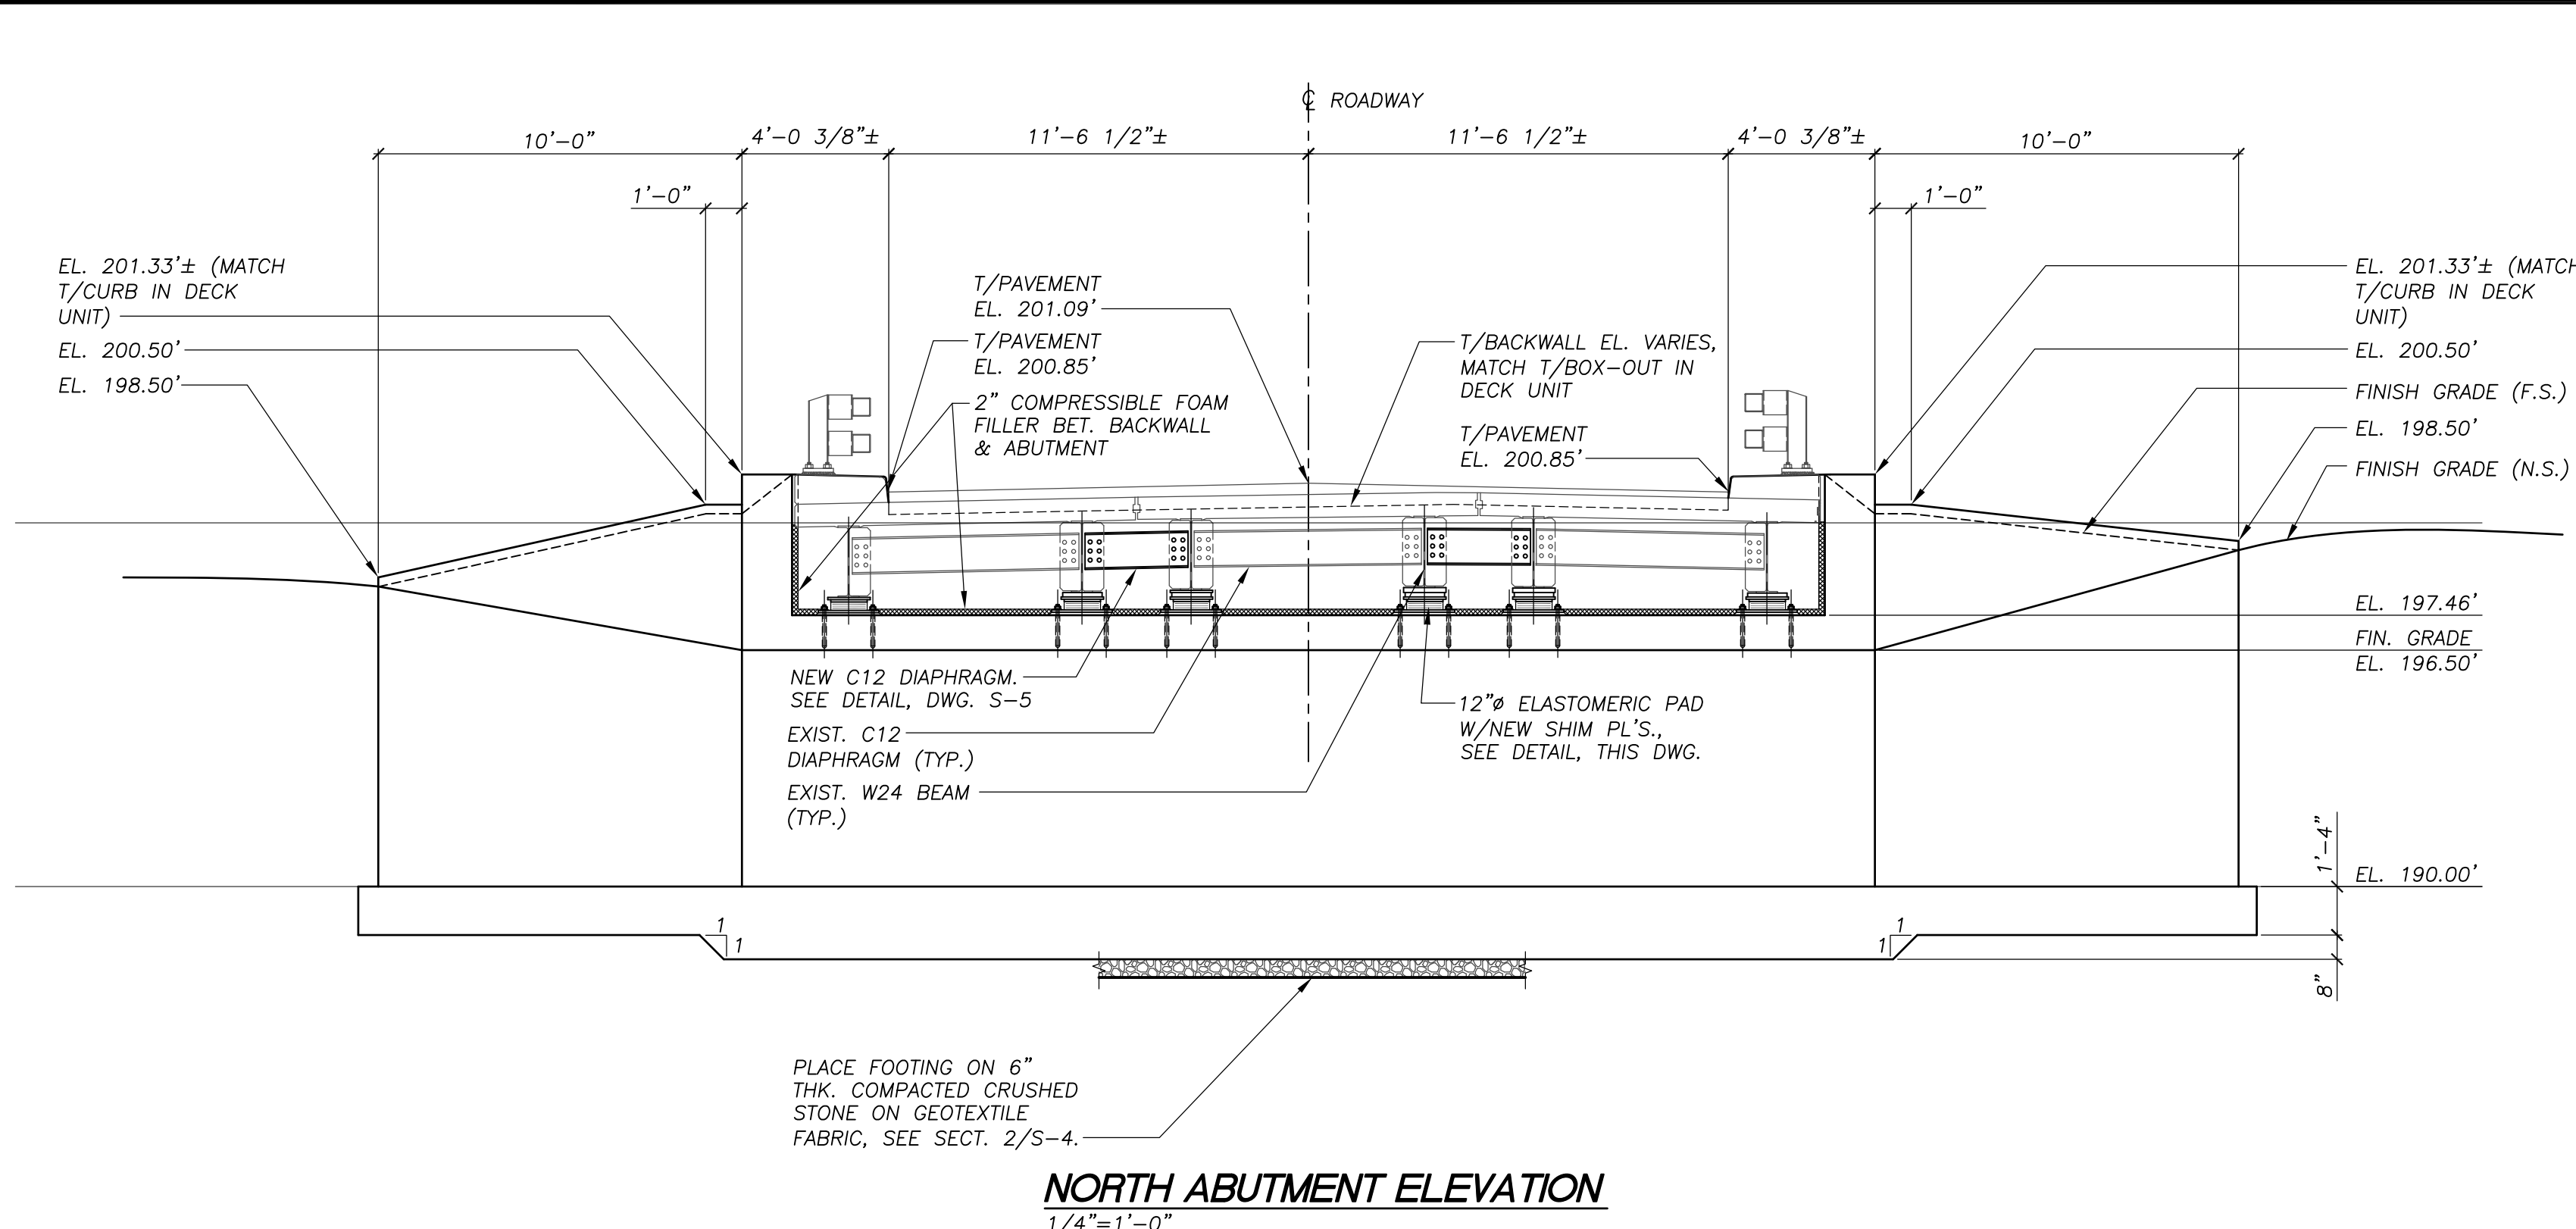 ℄ ROADWAY
10'-0"
4'-0 3/8"±
11'-6 1/2"±
11'-6 1/2"±
4'-0 3/8"±
10'-0"
1'-0"
1'-0"
EL. 201.33'± (MATCH
T/CURB IN DECK
UNIT)
EL. 200.50'
EL. 198.50'
T/PAVEMENT
EL. 201.09'
T/PAVEMENT
EL. 200.85'
2" COMPRESSIBLE FOAM
FILLER BET. BACKWALL
& ABUTMENT
T/BACKWALL EL. VARIES,
MATCH T/BOX-OUT IN
DECK UNIT
T/PAVEMENT
EL. 200.85'
EL. 201.33'± (MATCH
T/CURB IN DECK
UNIT)
EL. 200.50'
FINISH GRADE (F.S.)
EL. 198.50'
FINISH GRADE (N.S.)
EL. 197.46'
FIN. GRADE
EL. 196.50'
NEW C12 DIAPHRAGM.
SEE DETAIL, DWG. S-5
EXIST. C12
DIAPHRAGM (TYP.)
EXIST. W24 BEAM
(TYP.)
12"ø ELASTOMERIC PAD
W/NEW SHIM PL'S.,
SEE DETAIL, THIS DWG.
1'-4"
EL. 190.00'
1
1
1
1
8"
PLACE FOOTING ON 6"
THK. COMPACTED CRUSHED
STONE ON GEOTEXTILE
FABRIC, SEE SECT. 2/S-4.
NORTH ABUTMENT ELEVATION
1/4"=1'-0"